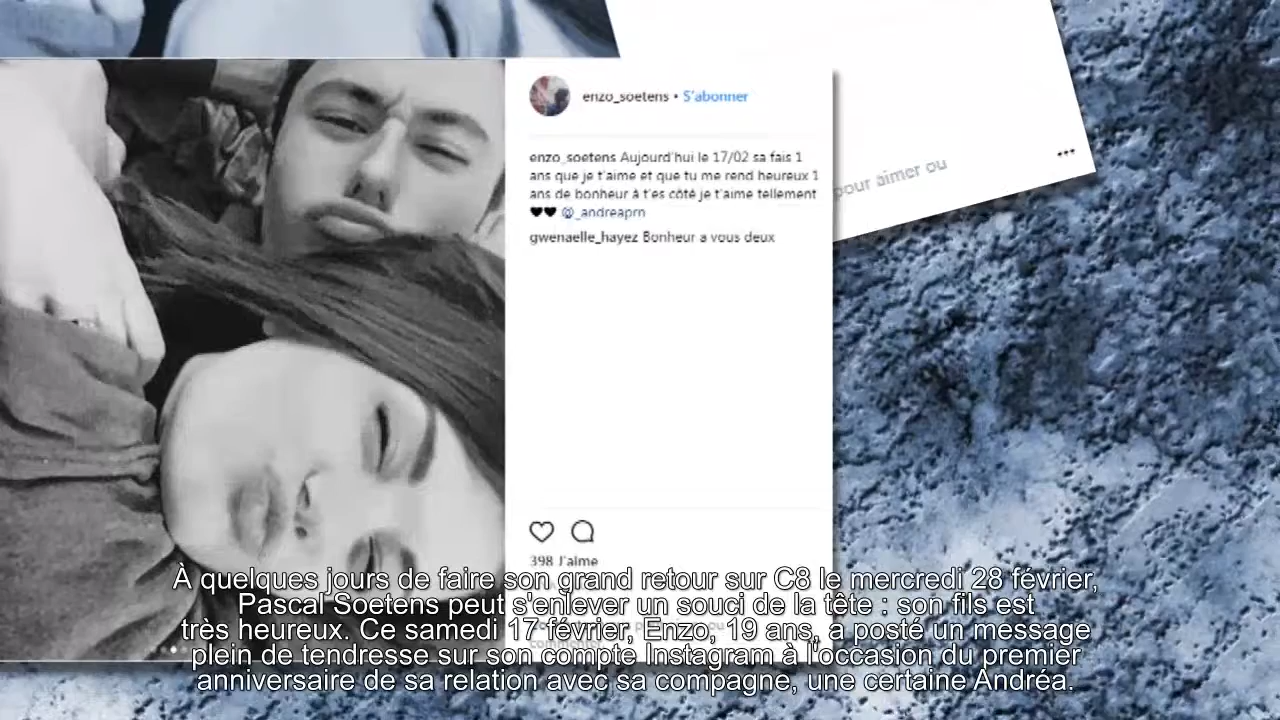 enzo_soetens • S'abonner
enzo_soetens Aujourd'hui le 17/02 sa fais 1
ans que je t'aime et que tu me rend heureux 1
ans de bonheur à t'es côté je t'aime tellement
🖤🖤 @_andreaprn
gwenaelle_hayez Bonheur a vous deux
pour aimer ou
398 J'aime
À quelques jours de faire son grand retour sur C8 le mercredi 28 février,
Pascal Soetens peut s'enlever un souci de la tête : son fils est
très heureux. Ce samedi 17 février, Enzo, 19 ans, a posté un message
plein de tendresse sur son compte Instagram à l'occasion du premier
anniversaire de sa relation avec sa compagne, une certaine Andréa.